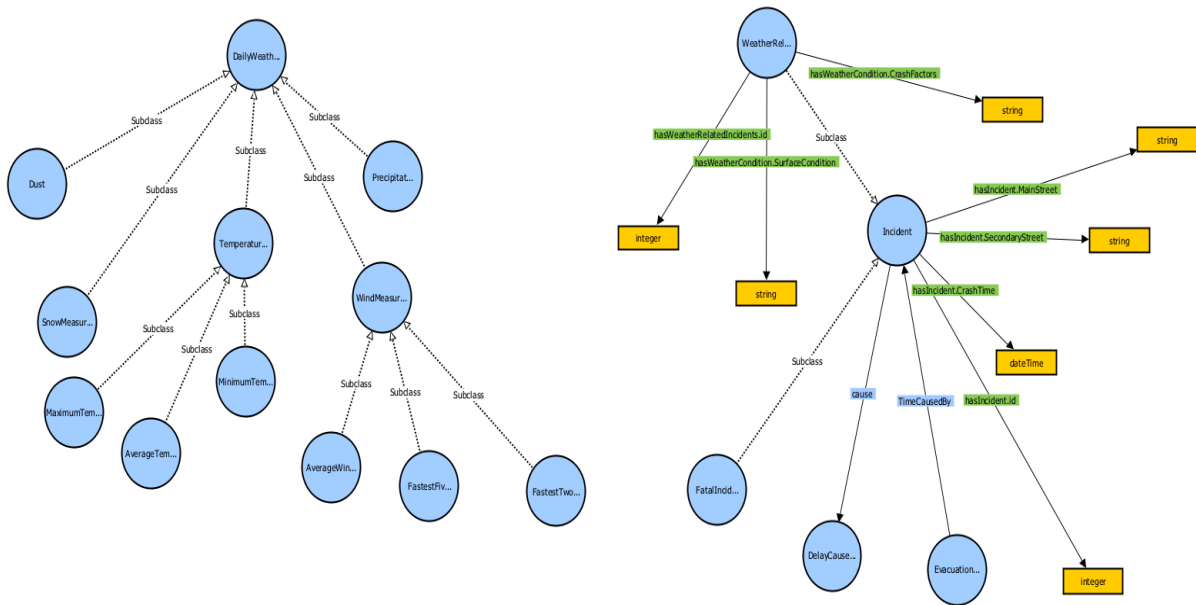 DailyWeath...
Subclass
Subclass
Subclass
Subclass
Subclass
Dust
Precipitat...
Temperatur...
SnowMeasur...
WindMeasur...
Subclass
Subclass
Subclass
MaximumTem...
AverageTem...
MinimumTem...
Subclass
Subclass
Subclass
AverageWin...
FastestFiv...
FastestTwo...
WeatherRel...
hasWeatherCondition.CrashFactors
string
hasWeatherRelatedIncidents.id
Subclass
hasWeatherCondition.SurfaceCondition
string
hasIncident.MainStreet
Incident
integer
hasIncident.SecondaryStreet
string
string
hasIncident.CrashTime
Subclass
dateTime
cause
TimeCausedBy
hasIncident.id
FatalIncid...
DelayCause...
Evacuation...
integer